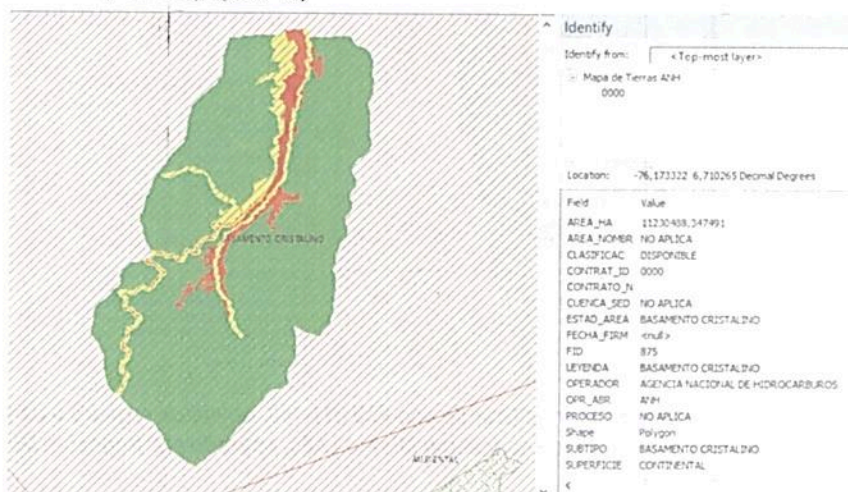 BASAMENTO CRISTALINO
AMBIENTAL
Identify
Identify from: <Top-most layer>
Mapa de Tierras ANH
0000
Location: -76,173322 6,710265 Decimal Degrees
Field Value
AREA_HA 11230488,347491
AREA_NOMBR NO APLICA
CLASIFICAC DISPONIBLE
CONTRAT_ID 0000
CONTRATO_N
CUENCA_SED NO APLICA
ESTAD_AREA BASAMENTO CRISTALINO
FECHA_FIRM <null>
FID 875
LEYENDA BASAMENTO CRISTALINO
OPERADOR AGENCIA NACIONAL DE HIDROCARBUROS
OPR_ABR ANH
PROCESO NO APLICA
Shape Polygon
SUBTIPO BASAMENTO CRISTALINO
SUPERFICIE CONTINENTAL
<